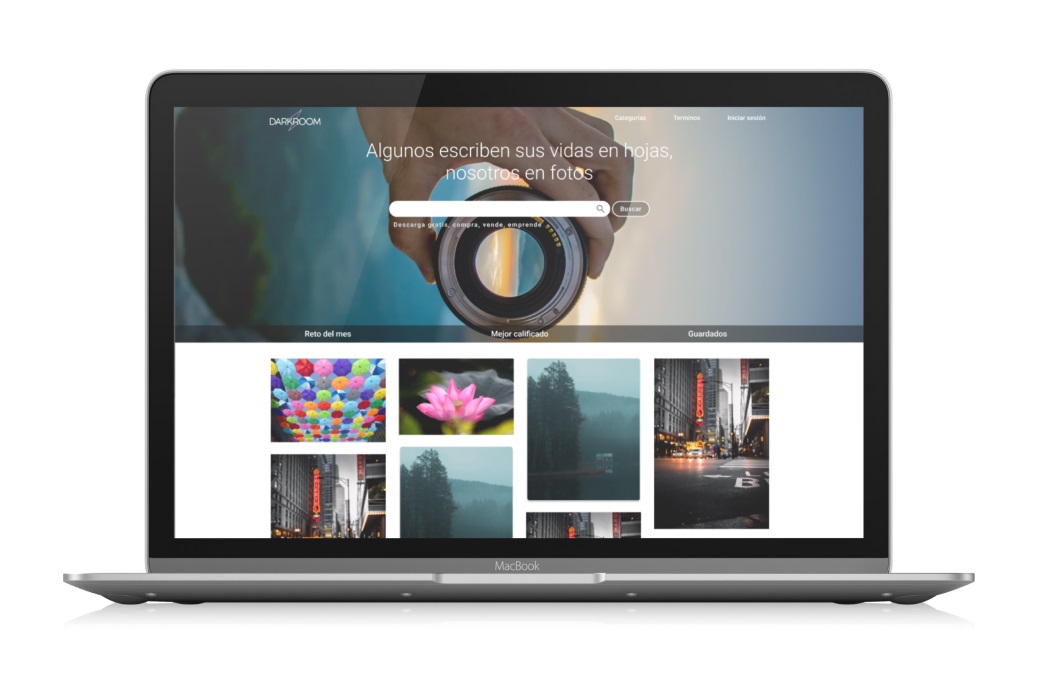 DARKROOM
Categorías
Terminos
Iniciar sesión
Algunos escriben sus vidas en hojas,
nosotros en fotos
Buscar
Descarga gratis, compra, vende, emprende
Reto del mes
Mejor calificado
Guardados
MacBook